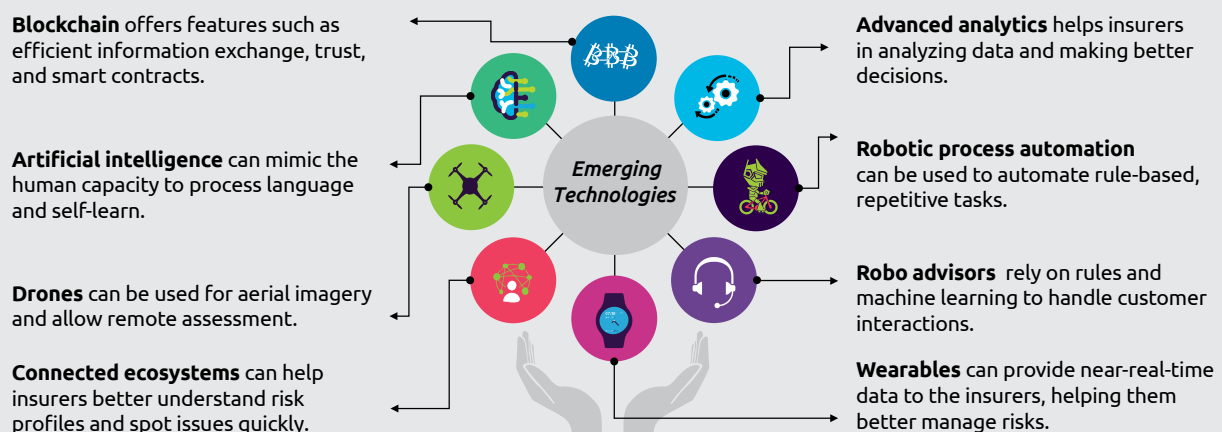 Blockchain offers features such as
efficient information exchange, trust,
and smart contracts.
Artificial intelligence can mimic the
human capacity to process language
and self-learn.
Drones can be used for aerial imagery
and allow remote assessment.
Connected ecosystems can help
insurers better understand risk
profiles and spot issues quickly.
Emerging
Technologies
Advanced analytics helps insurers
in analyzing data and making better
decisions.
Robotic process automation
can be used to automate rule-based,
repetitive tasks.
Robo advisors rely on rules and
machine learning to handle customer
interactions.
Wearables can provide near-real-time
data to the insurers, helping them
better manage risks.